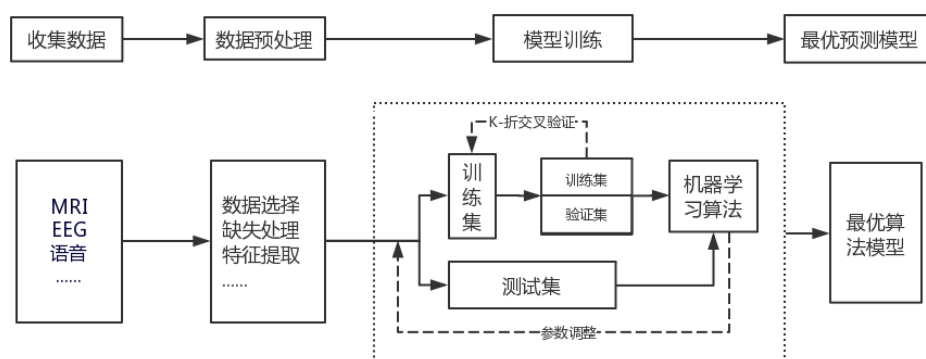 收集数据
数据预处理
模型训练
最优预测模型
MRI
EEG
语音
......
数据选择
缺失处理
特征提取
......
K-折交叉验证
训
练
集
训练集
验证集
机器学
习算法
测试集
参数调整
最优算
法模型